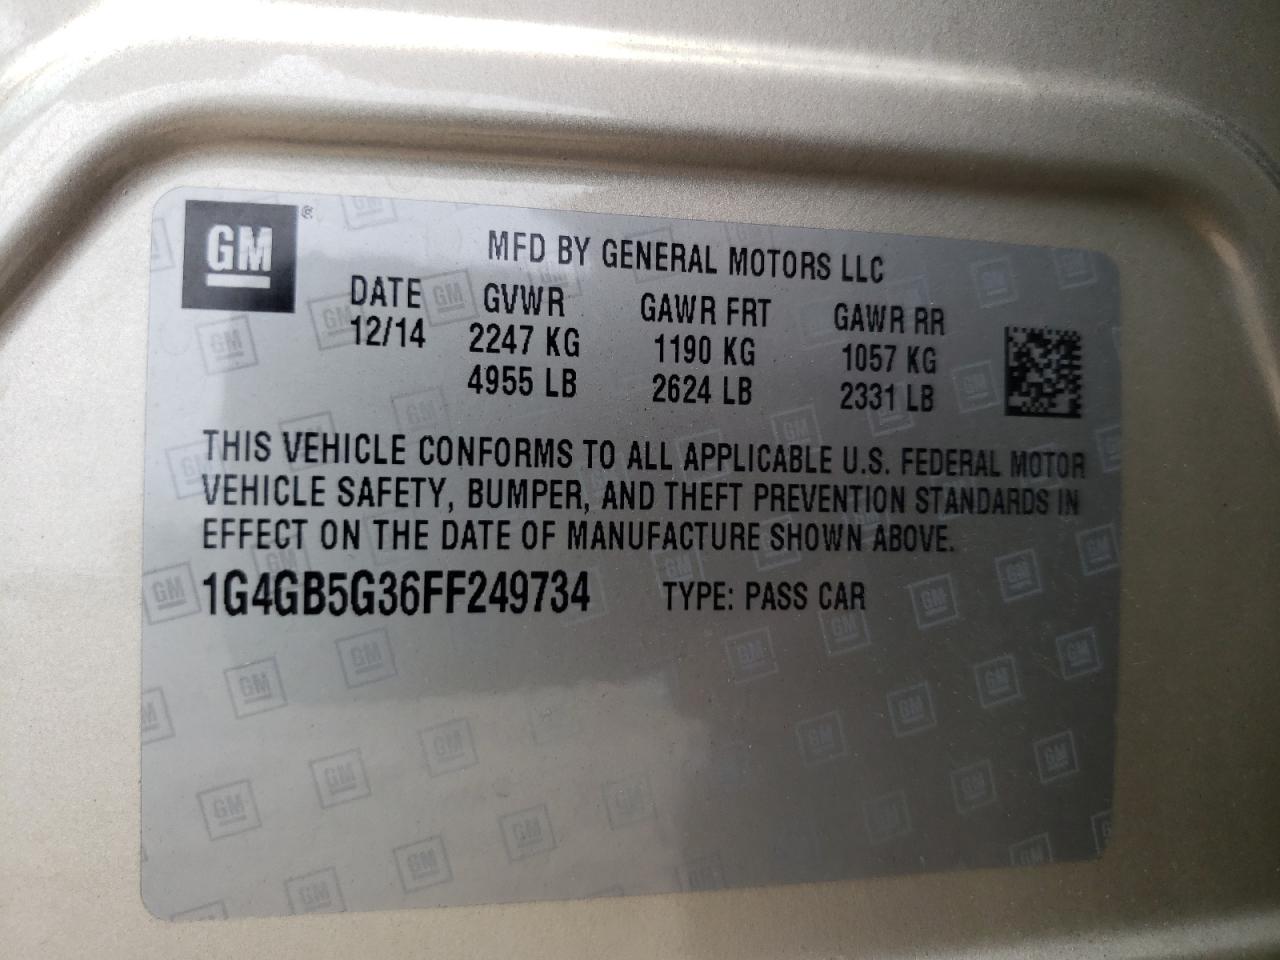 GM ®
MFD BY GENERAL MOTORS LLC
DATE GVWR GAWR FRT GAWR RR
12/14 2247 KG 1190 KG 1057 KG
4955 LB 2624 LB 2331 LB
THIS VEHICLE CONFORMS TO ALL APPLICABLE U.S. FEDERAL MOTOR
VEHICLE SAFETY, BUMPER, AND THEFT PREVENTION STANDARDS IN
EFFECT ON THE DATE OF MANUFACTURE SHOWN ABOVE.
1G4GB5G36FF249734 TYPE: PASS CAR